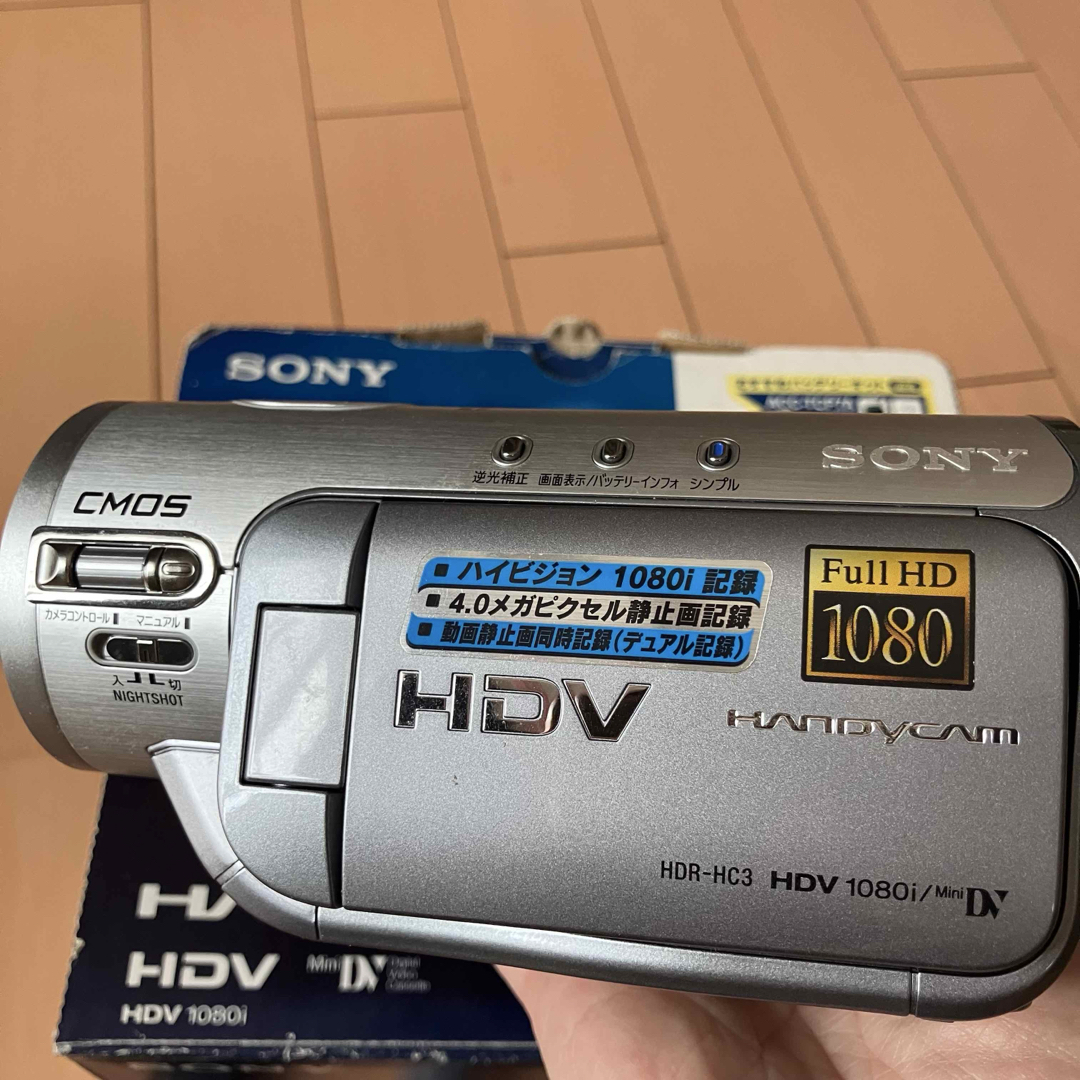 SONY
SONY
逆光補正 画面表示/バッテリーインフォ シンプル
CMOS
カメラコントロール マニュアル
入 切
NIGHTSHOT
■ ハイビジョン 1080i 記録
■ 4.0メガピクセル静止画記録
■ 動画静止画同時記録(デュアル記録)
Full HD
1080
HDV
HANDYCAM
HDR-HC3 HDV 1080i/Mini DV
HDV
Mini DV Digital Video Cassette
HDV 1080i